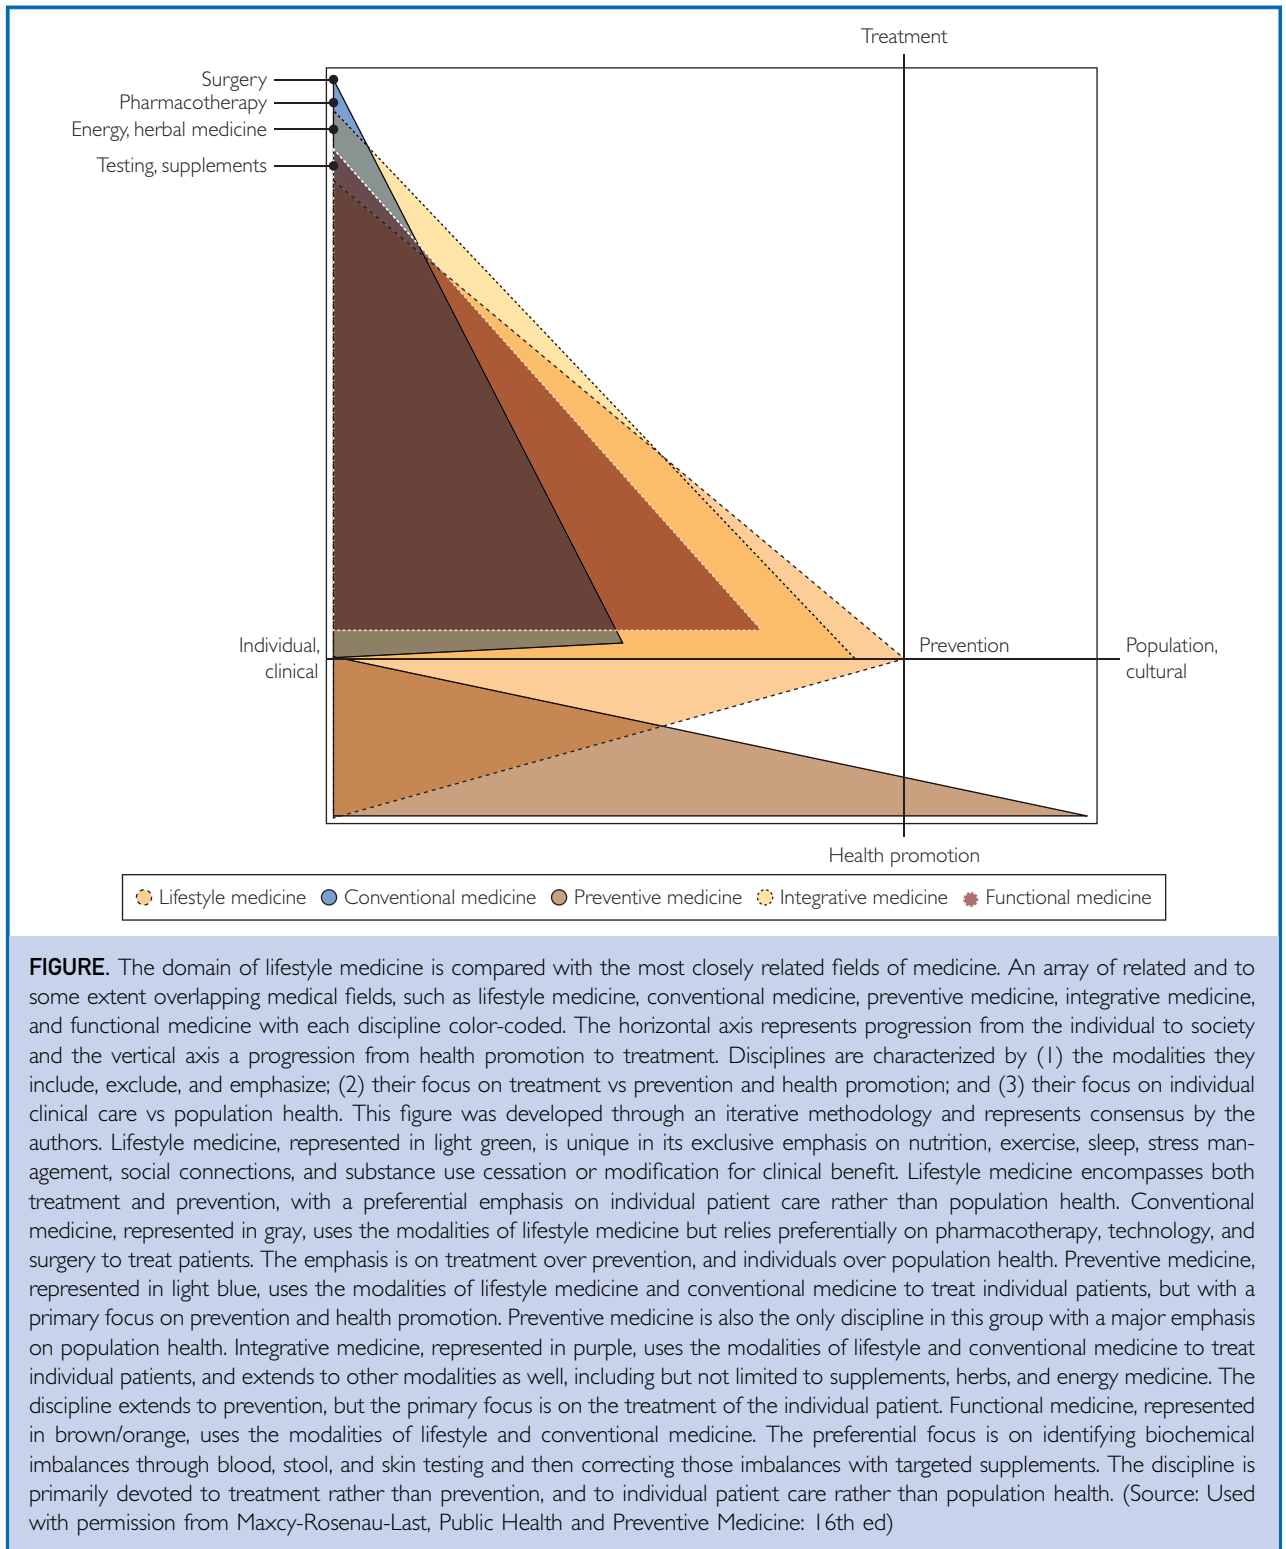 Treatment
Surgery
Pharmacotherapy
Energy, herbal medicine
Testing, supplements
Individual,
clinical
Prevention
Population,
cultural
Health promotion
Lifestyle medicine Conventional medicine Preventive medicine Integrative medicine Functional medicine
FIGURE. The domain of lifestyle medicine is compared with the most closely related fields of medicine. An array of related and to
some extent overlapping medical fields, such as lifestyle medicine, conventional medicine, preventive medicine, integrative medicine,
and functional medicine with each discipline color-coded. The horizontal axis represents progression from the individual to society
and the vertical axis a progression from health promotion to treatment. Disciplines are characterized by (1) the modalities they
include, exclude, and emphasize; (2) their focus on treatment vs prevention and health promotion; and (3) their focus on individual
clinical care vs population health. This figure was developed through an iterative methodology and represents consensus by the
authors. Lifestyle medicine, represented in light green, is unique in its exclusive emphasis on nutrition, exercise, sleep, stress man-
agement, social connections, and substance use cessation or modification for clinical benefit. Lifestyle medicine encompasses both
treatment and prevention, with a preferential emphasis on individual patient care rather than population health. Conventional
medicine, represented in gray, uses the modalities of lifestyle medicine but relies preferentially on pharmacotherapy, technology, and
surgery to treat patients. The emphasis is on treatment over prevention, and individuals over population health. Preventive medicine,
represented in light blue, uses the modalities of lifestyle medicine and conventional medicine to treat individual patients, but with a
primary focus on prevention and health promotion. Preventive medicine is also the only discipline in this group with a major emphasis
on population health. Integrative medicine, represented in purple, uses the modalities of lifestyle and conventional medicine to treat
individual patients, and extends to other modalities as well, including but not limited to supplements, herbs, and energy medicine. The
discipline extends to prevention, but the primary focus is on the treatment of the individual patient. Functional medicine, represented
in brown/orange, uses the modalities of lifestyle and conventional medicine. The preferential focus is on identifying biochemical
imbalances through blood, stool, and skin testing and then correcting those imbalances with targeted supplements. The discipline is
primarily devoted to treatment rather than prevention, and to individual patient care rather than population health. (Source: Used
with permission from Maxcy-Rosenau-Last, Public Health and Preventive Medicine: 16th ed)